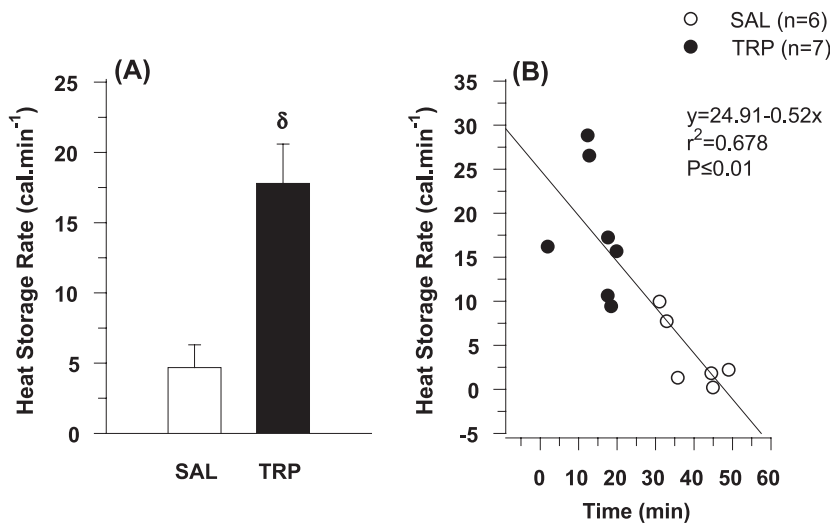 SAL (n=6)
TRP (n=7)
(A)
Heat Storage Rate (cal.min⁻¹)
25
20
15
10
5
0
δ
SAL TRP
(B)
Heat Storage Rate (cal.min⁻¹)
35
30
25
20
15
10
5
0
-5
y=24.91-0.52x
r²=0.678
P≤0.01
0 10 20 30 40 50 60
Time (min)